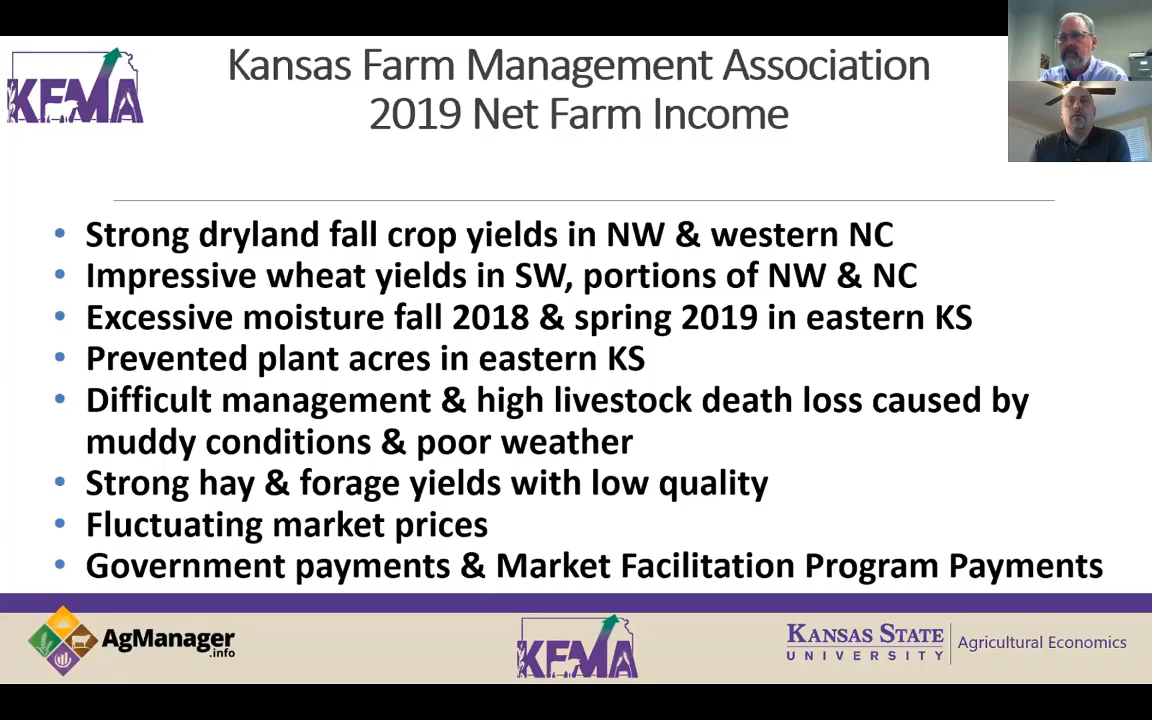 KFMA
Kansas Farm Management Association
2019 Net Farm Income
• Strong dryland fall crop yields in NW & western NC
• Impressive wheat yields in SW, portions of NW & NC
• Excessive moisture fall 2018 & spring 2019 in eastern KS
• Prevented plant acres in eastern KS
• Difficult management & high livestock death loss caused by
muddy conditions & poor weather
• Strong hay & forage yields with low quality
• Fluctuating market prices
• Government payments & Market Facilitation Program Payments
AgManager
.info
KFMA
KANSAS STATE
UNIVERSITY
Agricultural Economics